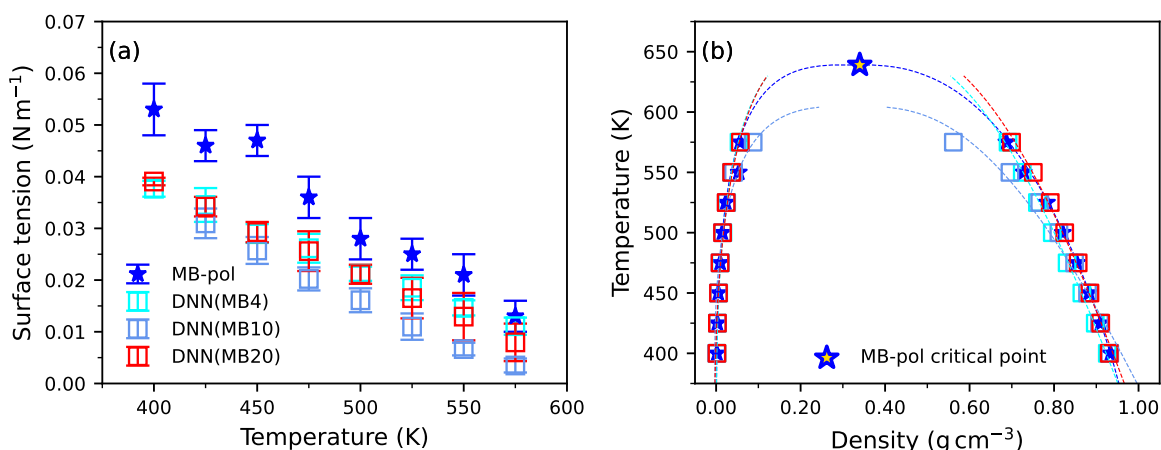 (a)
Surface tension (N m⁻¹)
0.07
0.06
0.05
0.04
0.03
0.02
0.01
0.00
MB-pol
DNN(MB4)
DNN(MB10)
DNN(MB20)
400 450 500 550 600
Temperature (K)
(b)
Temperature (K)
650
600
550
500
450
400
MB-pol critical point
0.00 0.20 0.40 0.60 0.80 1.00
Density (g cm⁻³)